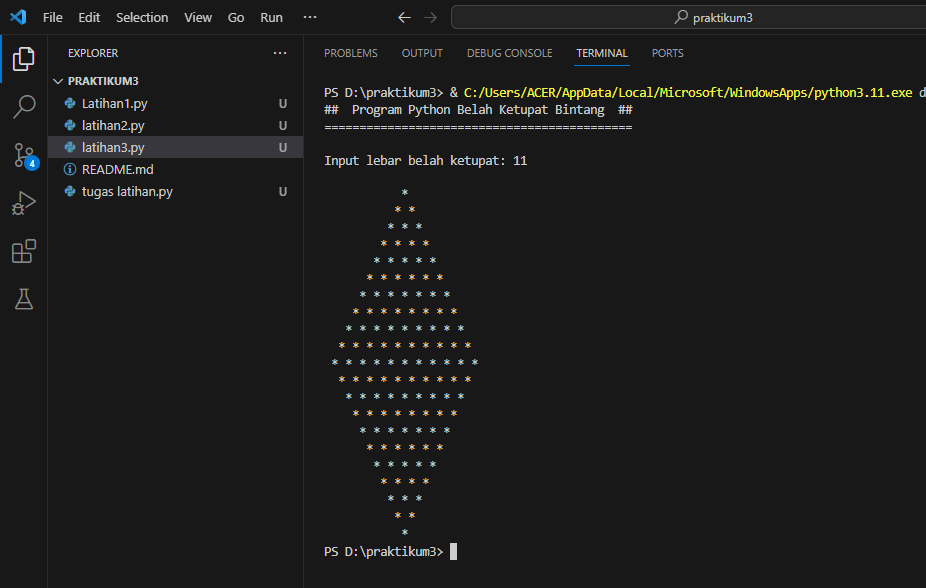 File Edit Selection View Go Run ···
praktikum3
EXPLORER ···
PRAKTIKUM3
Latihan1.py U
latihan2.py U
latihan3.py U
README.md
tugas latihan.py U
4
PROBLEMS OUTPUT DEBUG CONSOLE TERMINAL PORTS
PS D:\praktikum3> & C:/Users/ACER/AppData/Local/Microsoft/WindowsApps/python3.11.exe d
##  Program Python Belah Ketupat Bintang  ##
============================================

Input lebar belah ketupat: 11

           *
          * *
         * * *
        * * * *
       * * * * *
      * * * * * *
     * * * * * * *
    * * * * * * * *
   * * * * * * * * *
  * * * * * * * * * *
 * * * * * * * * * * *
  * * * * * * * * * *
   * * * * * * * * *
    * * * * * * * *
     * * * * * * *
      * * * * * *
       * * * * *
        * * * *
         * * *
          * *
           *
PS D:\praktikum3>